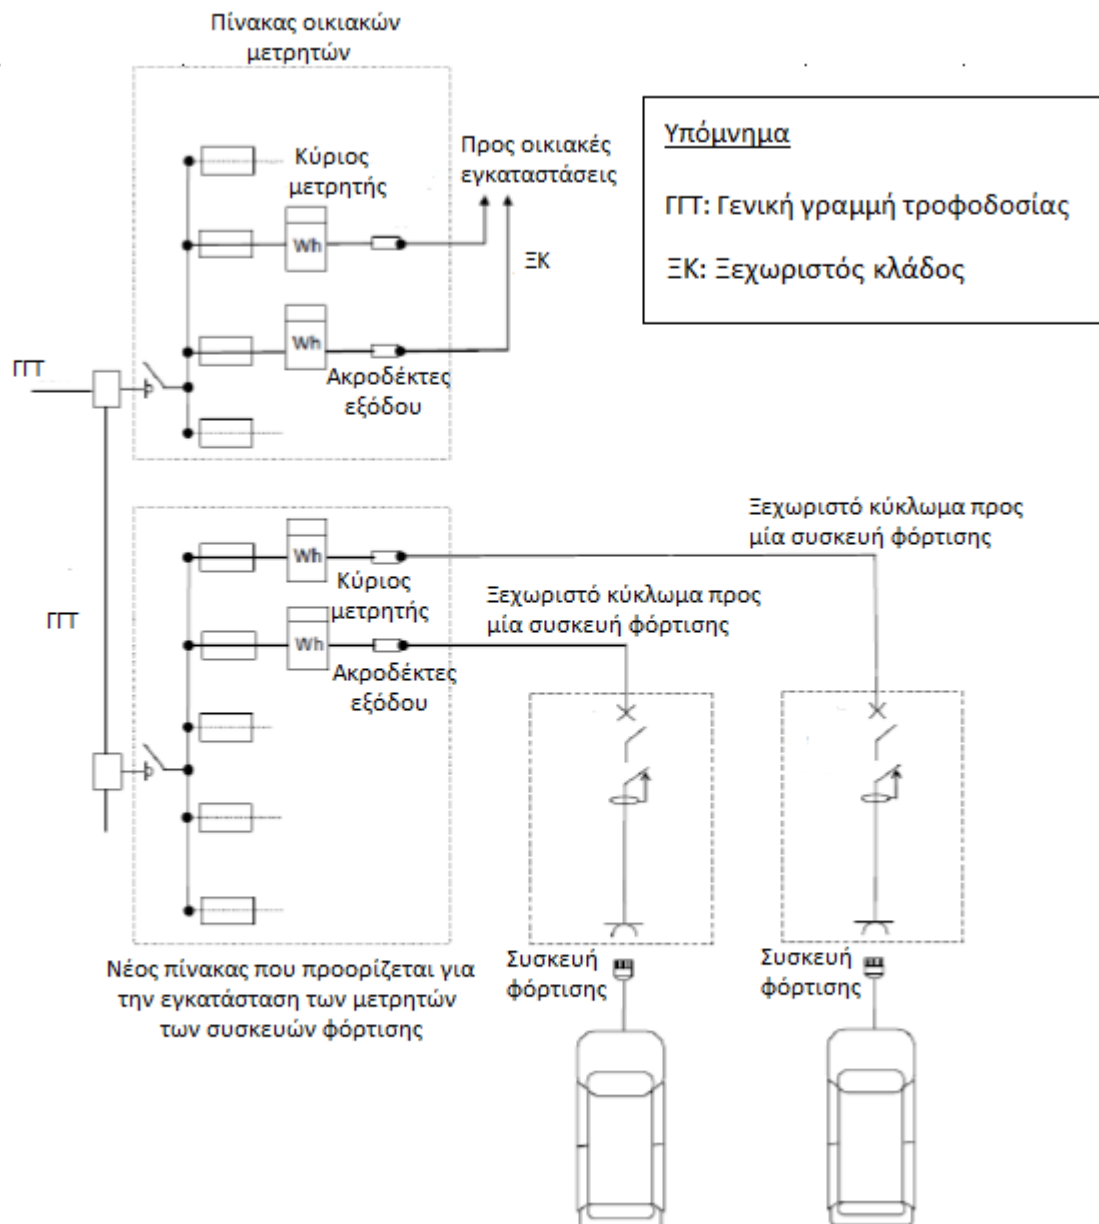 Πίνακας οικιακών
μετρητών
Υπόμνημα
ΓΓΤ: Γενική γραμμή τροφοδοσίας
ΞΚ: Ξεχωριστός κλάδος
Προς οικιακές
εγκαταστάσεις
Κύριος
μετρητής
Wh
ΞΚ
Wh
Ακροδέκτες
εξόδου
ΓΓΤ
Ξεχωριστό κύκλωμα προς
μία συσκευή φόρτισης
Wh
Κύριος
μετρητής
Ξεχωριστό κύκλωμα προς
μία συσκευή φόρτισης
ΓΓΤ
Wh
Ακροδέκτες
εξόδου
Νέος πίνακας που προορίζεται για
την εγκατάσταση των μετρητών
των συσκευών φόρτισης
Συσκευή
φόρτισης
Συσκευή
φόρτισης